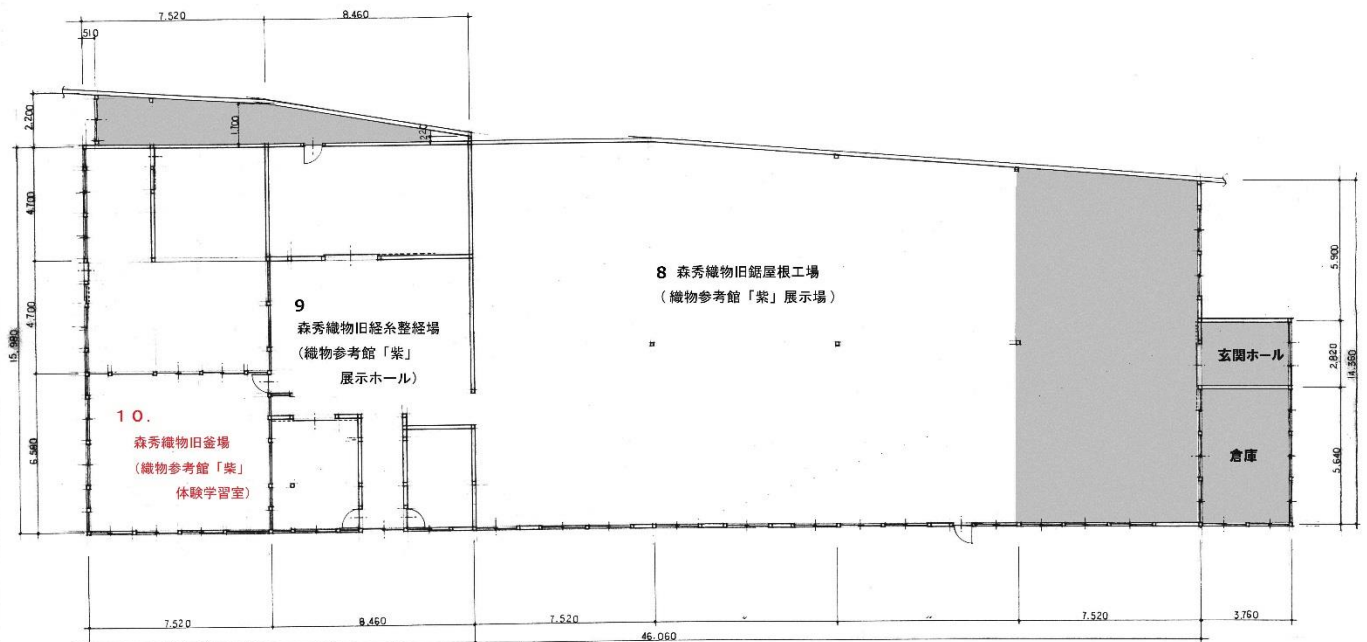 7.520
8.460
510
2.200
1.700
220
4.700
4.700
15.980
6.580
8 森秀織物旧鋸屋根工場
(織物参考館「紫」展示場)
9
森秀織物旧経糸整経場
(織物参考館「紫」
展示ホール)
10.
森秀織物旧釜場
(織物参考館「紫」
体験学習室)
玄関ホール
倉庫
5.900
2.820
14.360
5.640
7.520
8.460
7.520
〃
〃
7.520
3.760
46.060